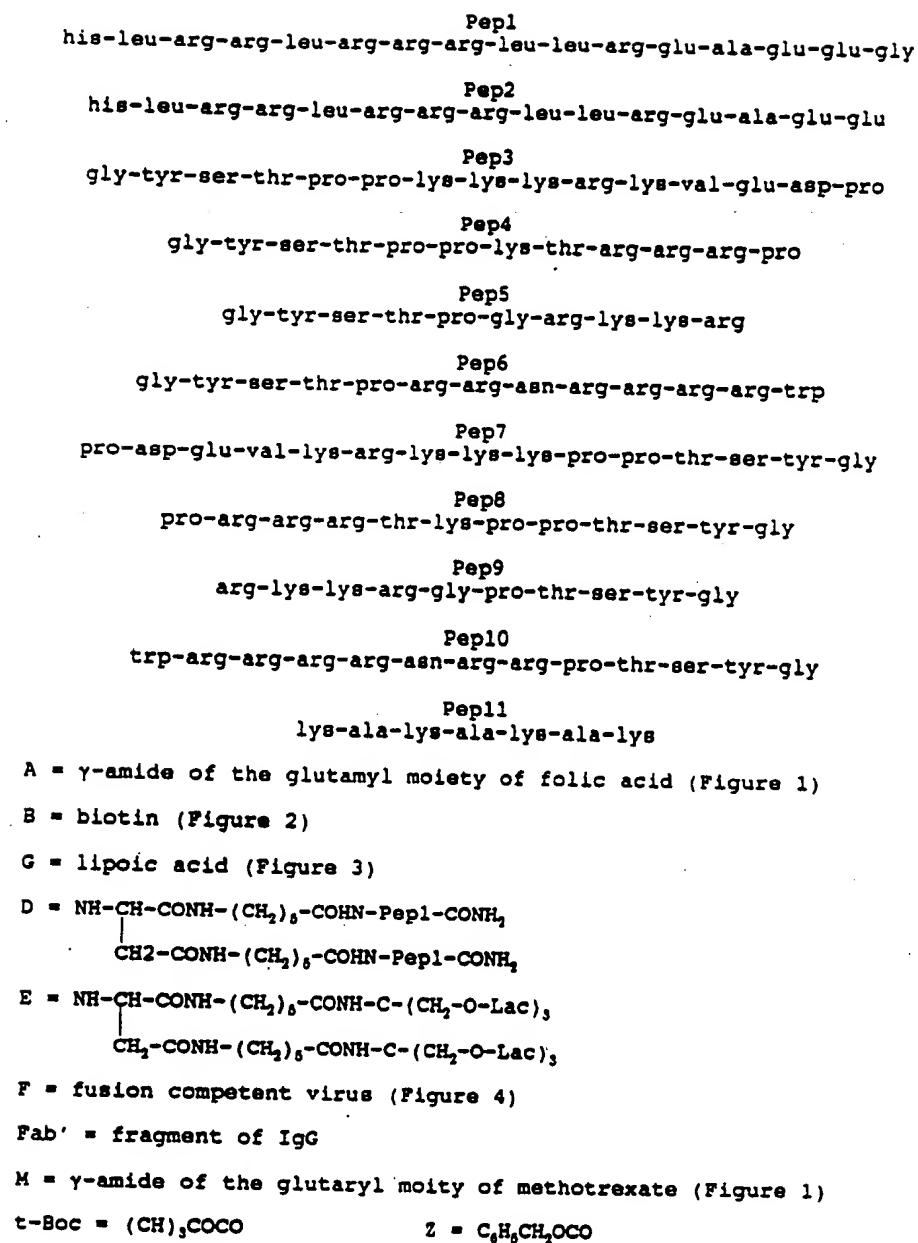 Pep1
his-leu-arg-arg-leu-arg-arg-arg-leu-leu-arg-glu-ala-glu-glu-gly
Pep2
his-leu-arg-arg-leu-arg-arg-arg-leu-leu-arg-glu-ala-glu-glu
Pep3
gly-tyr-ser-thr-pro-pro-lys-lys-lys-arg-lys-val-glu-asp-pro
Pep4
gly-tyr-ser-thr-pro-pro-lys-thr-arg-arg-arg-pro
Pep5
gly-tyr-ser-thr-pro-gly-arg-lys-lys-arg
Pep6
gly-tyr-ser-thr-pro-arg-arg-asn-arg-arg-arg-arg-trp
Pep7
pro-asp-glu-val-lys-arg-lys-lys-lys-pro-pro-thr-ser-tyr-gly
Pep8
pro-arg-arg-arg-thr-lys-pro-pro-thr-ser-tyr-gly
Pep9
arg-lys-lys-arg-gly-pro-thr-ser-tyr-gly
Pep10
trp-arg-arg-arg-arg-asn-arg-arg-pro-thr-ser-tyr-gly
Pep11
lys-ala-lys-ala-lys-ala-lys
A = γ-amide of the glutamyl moiety of folic acid (Figure 1)
B = biotin (Figure 2)
G = lipoic acid (Figure 3)
D = NH-CH-CONH-(CH₂)₅-COHN-Pep1-CONH₂
CH2-CONH-(CH₂)₅-COHN-Pep1-CONH₂
E = NH-CH-CONH-(CH₂)₅-CONH-C-(CH₂-O-Lac)₃
CH₂-CONH-(CH₂)₅-CONH-C-(CH₂-O-Lac)₃
F = fusion competent virus (Figure 4)
Fab' = fragment of IgG
M = γ-amide of the glutaryl moity of methotrexate (Figure 1)
t-Boc = (CH)₃COCO Z = C₆H₅CH₂OCO